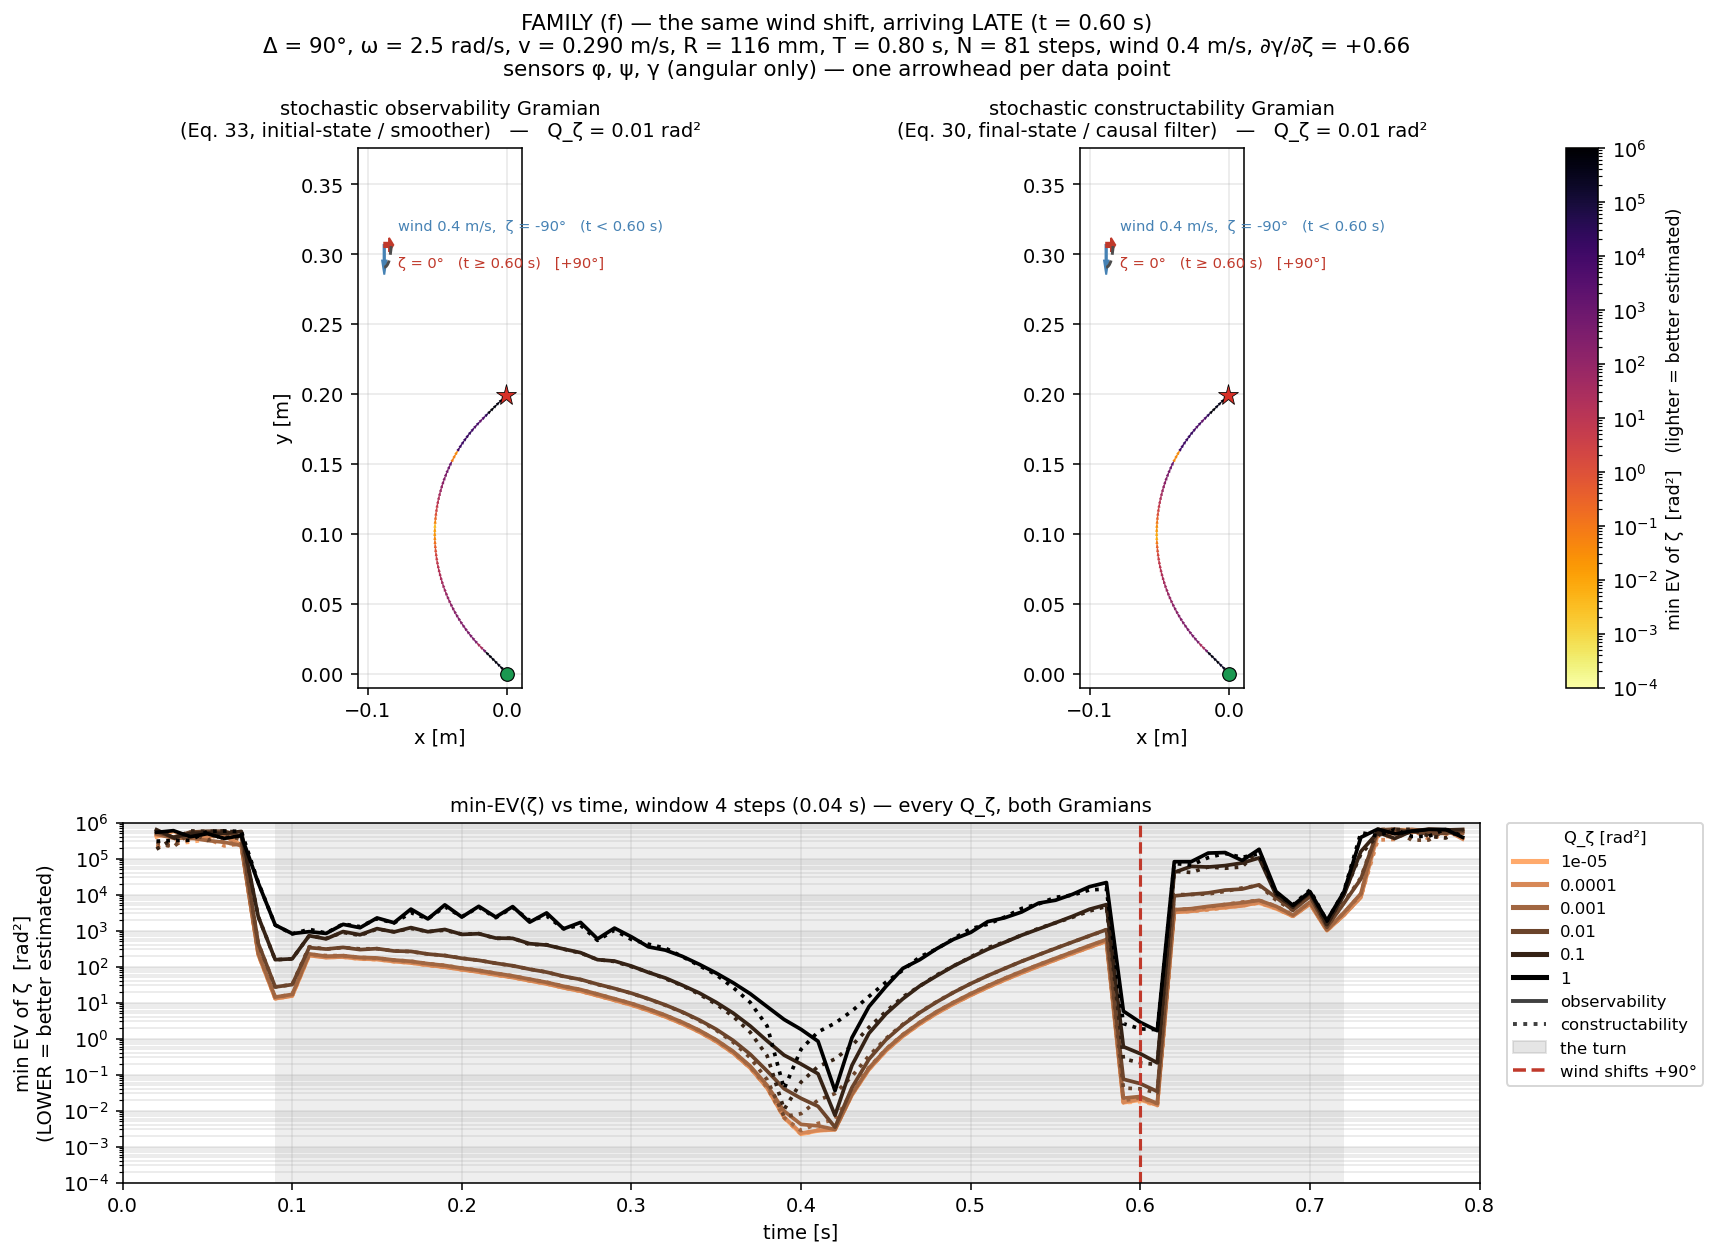 FAMILY (f) — the same wind shift, arriving LATE (t = 0.60 s)
Δ = 90°, ω = 2.5 rad/s, v = 0.290 m/s, R = 116 mm, T = 0.80 s, N = 81 steps, wind 0.4 m/s, ∂γ/∂ζ = +0.66
sensors φ, ψ, γ (angular only) — one arrowhead per data point
stochastic observability Gramian
(Eq. 33, initial-state / smoother) — Q_ζ = 0.01 rad²
stochastic constructability Gramian
(Eq. 30, final-state / causal filter) — Q_ζ = 0.01 rad²
0.35
0.30
0.25
0.20
0.15
0.10
0.05
0.00
y [m]
wind 0.4 m/s, ζ = -90° (t < 0.60 s)
ζ = 0° (t ≥ 0.60 s) [+90°]
−0.1
0.0
x [m]
0.35
0.30
0.25
0.20
0.15
0.10
0.05
0.00
wind 0.4 m/s, ζ = -90° (t < 0.60 s)
ζ = 0° (t ≥ 0.60 s) [+90°]
−0.1
0.0
x [m]
10⁶
10⁵
10⁴
10³
10²
10¹
10⁰
10⁻¹
10⁻²
10⁻³
10⁻⁴
min EV of ζ [rad²] (lighter = better estimated)
min-EV(ζ) vs time, window 4 steps (0.04 s) — every Q_ζ, both Gramians
min EV of ζ [rad²]
(LOWER = better estimated)
10⁶
10⁵
10⁴
10³
10²
10¹
10⁰
10⁻¹
10⁻²
10⁻³
10⁻⁴
0.0
0.1
0.2
0.3
0.4
0.5
0.6
0.7
0.8
time [s]
Q_ζ [rad²]
1e-05
0.0001
0.001
0.01
0.1
1
observability
constructability
the turn
wind shifts +90°